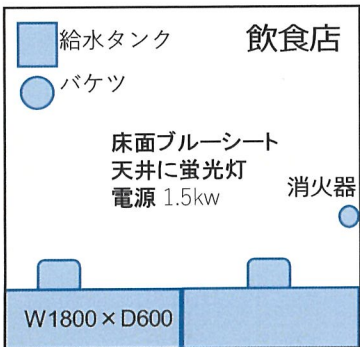 給水タンク
飲食店
バケツ
床面ブルーシート
天井に蛍光灯
電源 1.5kw
消火器
W1800×D600